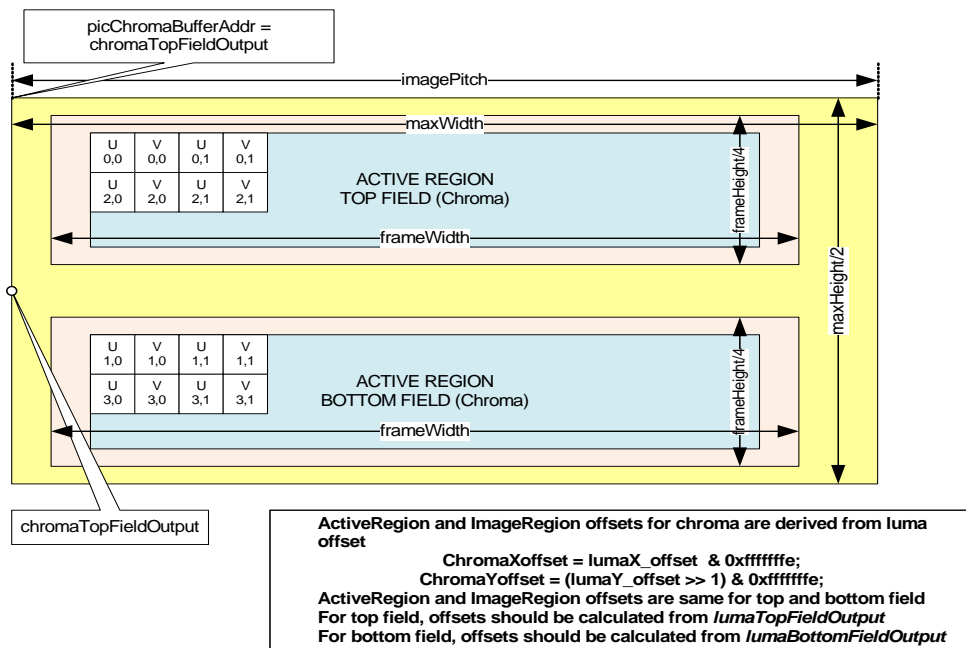 picChromaBufferAddr =
chromaTopFieldOutput
imagePitch
maxWidth
U V U V
0,0 0,0 0,1 0,1
U V U V
2,0 2,0 2,1 2,1
ACTIVE REGION
TOP FIELD (Chroma)
frameWidth
frameHeight/4
maxHeight/2
U V U V
1,0 1,0 1,1 1,1
U V U V
3,0 3,0 3,1 3,1
ACTIVE REGION
BOTTOM FIELD (Chroma)
frameWidth
frameHeight/4
chromaTopFieldOutput
ActiveRegion and ImageRegion offsets for chroma are derived from luma
offset
ChromaXoffset = lumaX_offset & 0xfffffffe;
ChromaYoffset = (lumaY_offset >> 1) & 0xfffffffe;
ActiveRegion and ImageRegion offsets are same for top and bottom field
For top field, offsets should be calculated from lumaTopFieldOutput
For bottom field, offsets should be calculated from lumaBottomFieldOutput